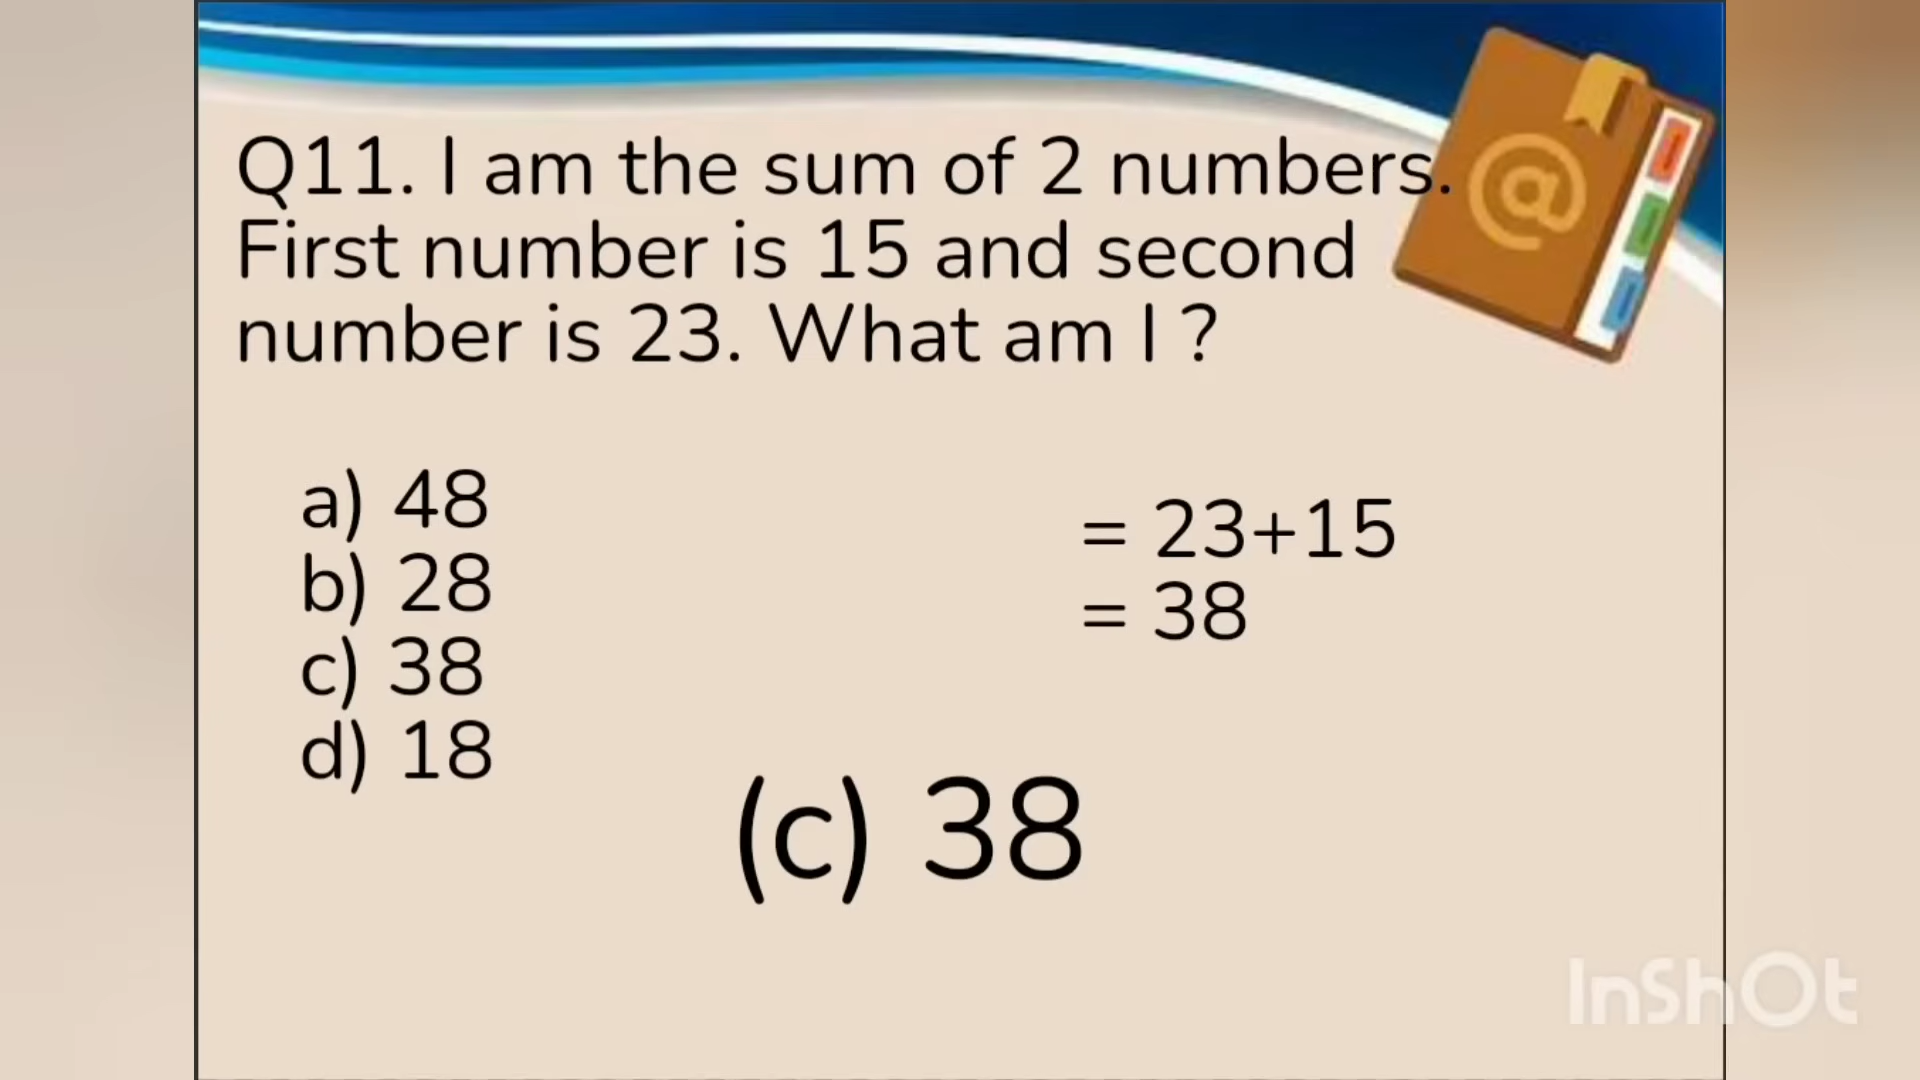 Q11. I am the sum of 2 numbers.
First number is 15 and second
number is 23. What am I ?
a) 48
b) 28
c) 38
d) 18
= 23+15
= 38
(c) 38
@
InShOt